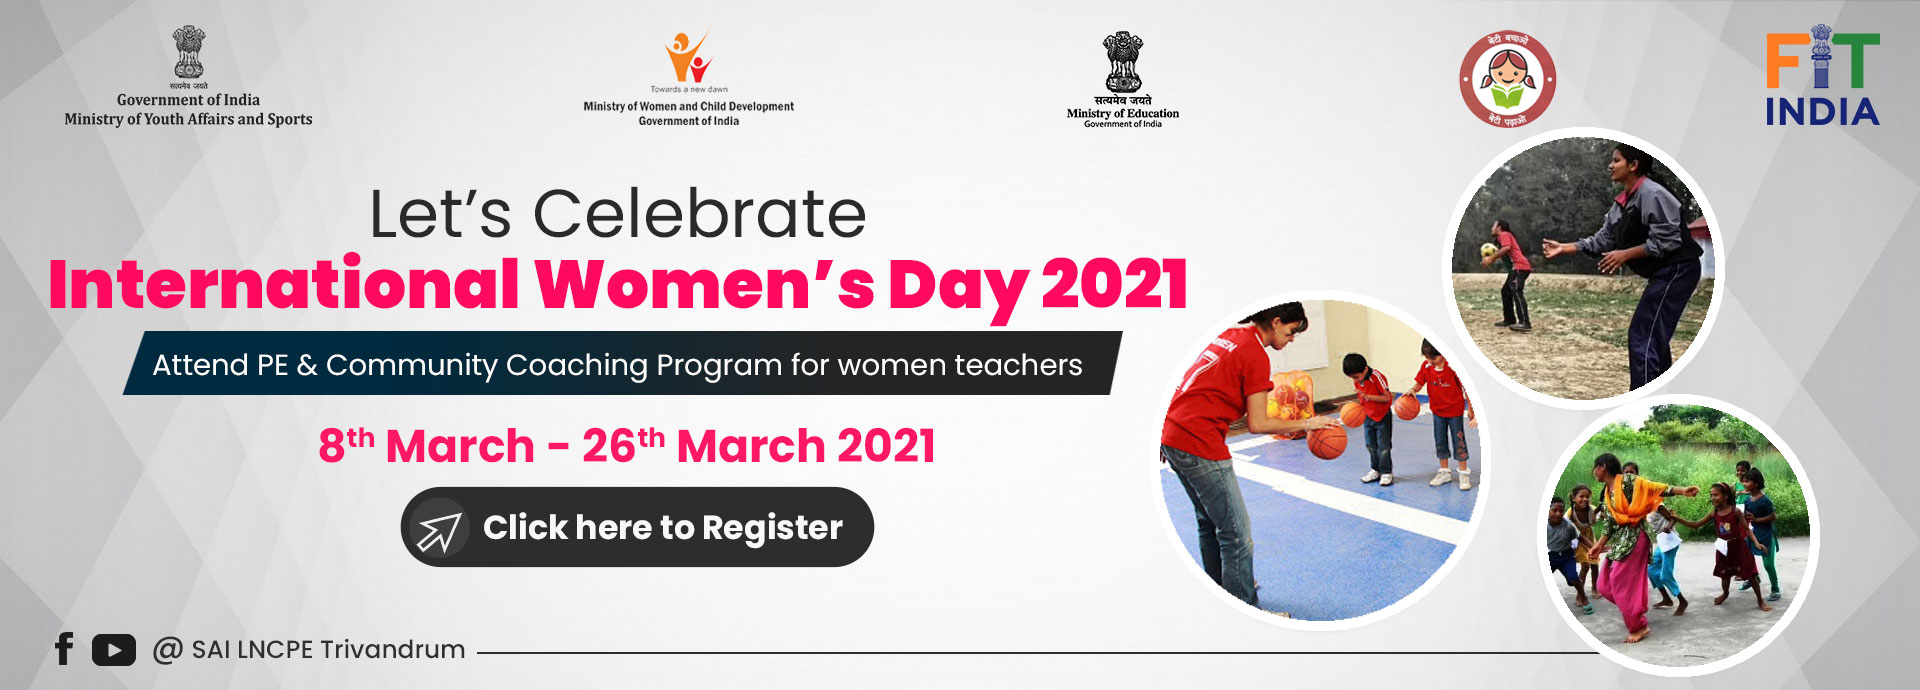 सत्यमेव जयते
Government of India
Ministry of Youth Affairs and Sports
Towards a new dawn
Ministry of Women and Child Development
Government of India
सत्यमेव जयते
Ministry of Education
Government of India
बेटी बचाओ
बेटी पढ़ाओ
FIT
INDIA
Let's Celebrate
International Women's Day 2021
Attend PE & Community Coaching Program for women teachers
8th March - 26th March 2021
Click here to Register
@ SAI LNCPE Trivandrum